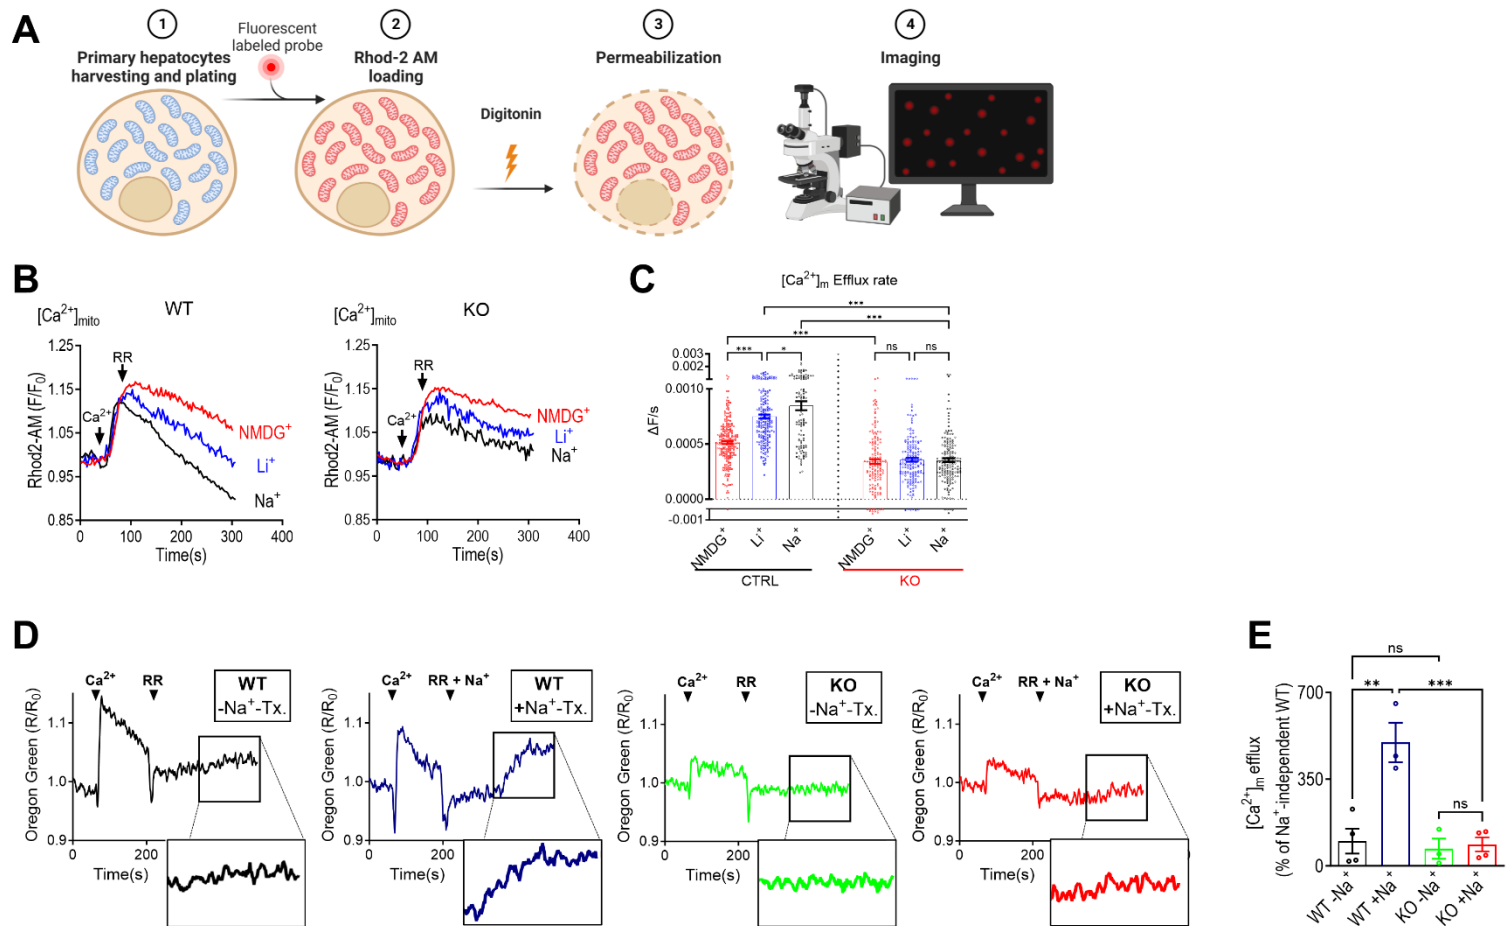 A
1
Primary hepatocytes
harvesting and plating
Fluorescent
labeled probe
2
Rhod-2 AM
loading
Digitonin
3
Permeabilization
4
Imaging
B
[Ca²⁺]mito
WT
Rhod2-AM (F/F₀)
1.25
1.15
1.05
0.95
0.85
Ca²⁺
RR
NMDG⁺
Li⁺
Na⁺
0 100 200 300 400
Time(s)
[Ca²⁺]mito
KO
Rhod2-AM (F/F₀)
1.25
1.15
1.05
0.95
0.85
Ca²⁺
RR
NMDG⁺
Li⁺
Na⁺
0 100 200 300 400
Time(s)
C
[Ca²⁺]m Efflux rate
***
***
***
*** *
ns ns
ΔF/s
0.003
0.002
0.0010
0.0005
0.0000
-0.001
NMDG⁺ Li⁺ Na⁺ NMDG⁺ Li⁺ Na⁺
CTRL KO
D
Ca²⁺ RR
WT
-Na⁺-Tx.
Oregon Green (R/R₀)
1.1
1.0
0.9
0 200
Time(s)
Ca²⁺ RR + Na⁺
WT
+Na⁺-Tx.
Oregon Green (R/R₀)
1.1
1.0
0.9
0 200
Time(s)
Ca²⁺ RR
KO
-Na⁺-Tx.
Oregon Green (R/R₀)
1.1
1.0
0.9
0 200
Time(s)
Ca²⁺ RR + Na⁺
KO
+Na⁺-Tx.
Oregon Green (R/R₀)
1.1
1.0
0.9
0 200
Time(s)
E
ns
** ***
ns
[Ca²⁺]m efflux
(% of Na⁺-independent WT)
700
350
0
WT -Na⁺
WT +Na⁺
KO -Na⁺
KO +Na⁺